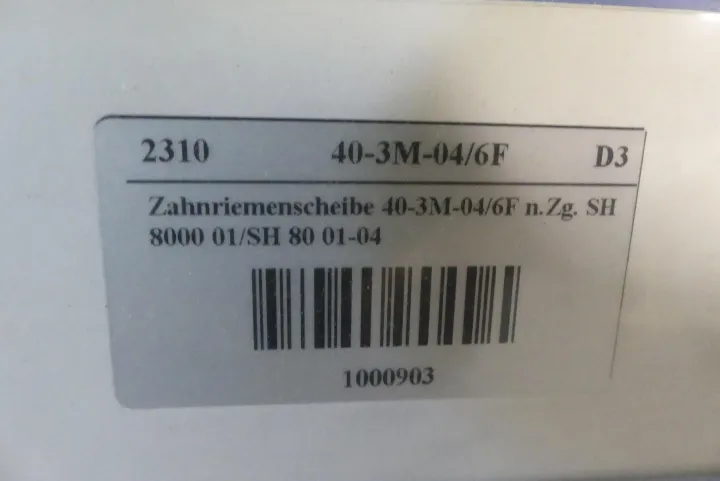 2310 40-3M-04/6F D3
Zahnriemenscheibe 40-3M-04/6F n.Zg. SH
8000 01/SH 80 01-04
1000903